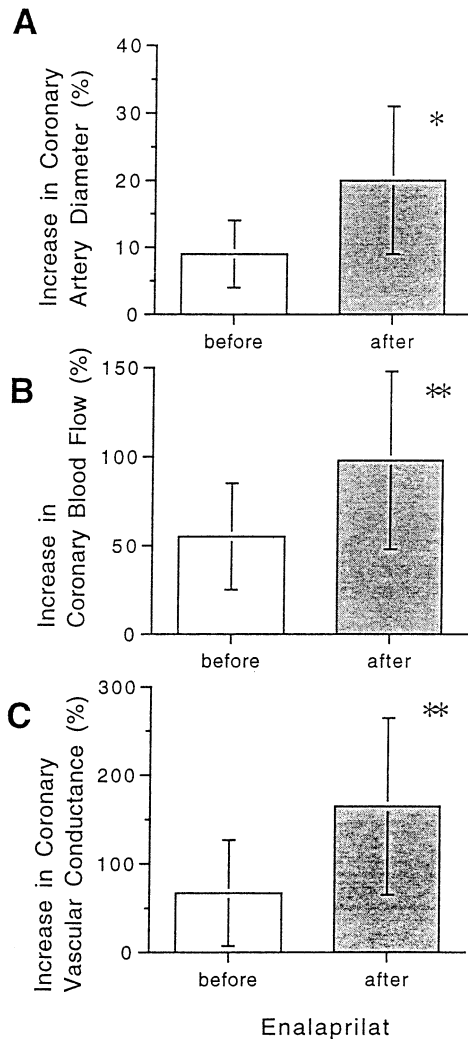 A
Increase in Coronary
Artery Diameter (%)
40
30
20
10
0
*
before
after
B
Increase in
Coronary Blood Flow (%)
150
100
50
0
**
before
after
C
Increase in Coronary
Vascular Conductance (%)
300
200
100
0
**
before
after
Enalaprilat